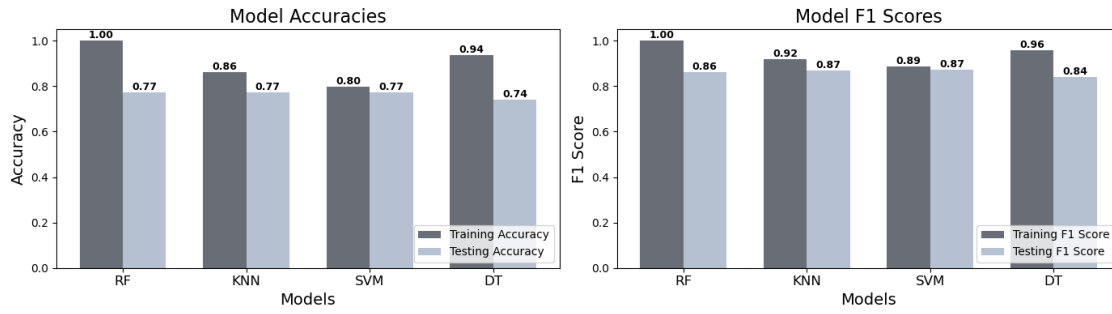 Model Accuracies
1.00
0.77
0.86
0.77
0.80
0.77
0.94
0.74
Accuracy
1.0
0.8
0.6
0.4
0.2
0.0
Training Accuracy
Testing Accuracy
RF
KNN
SVM
DT
Models
Model F1 Scores
1.00
0.86
0.92
0.87
0.89
0.87
0.96
0.84
F1 Score
1.0
0.8
0.6
0.4
0.2
0.0
Training F1 Score
Testing F1 Score
RF
KNN
SVM
DT
Models